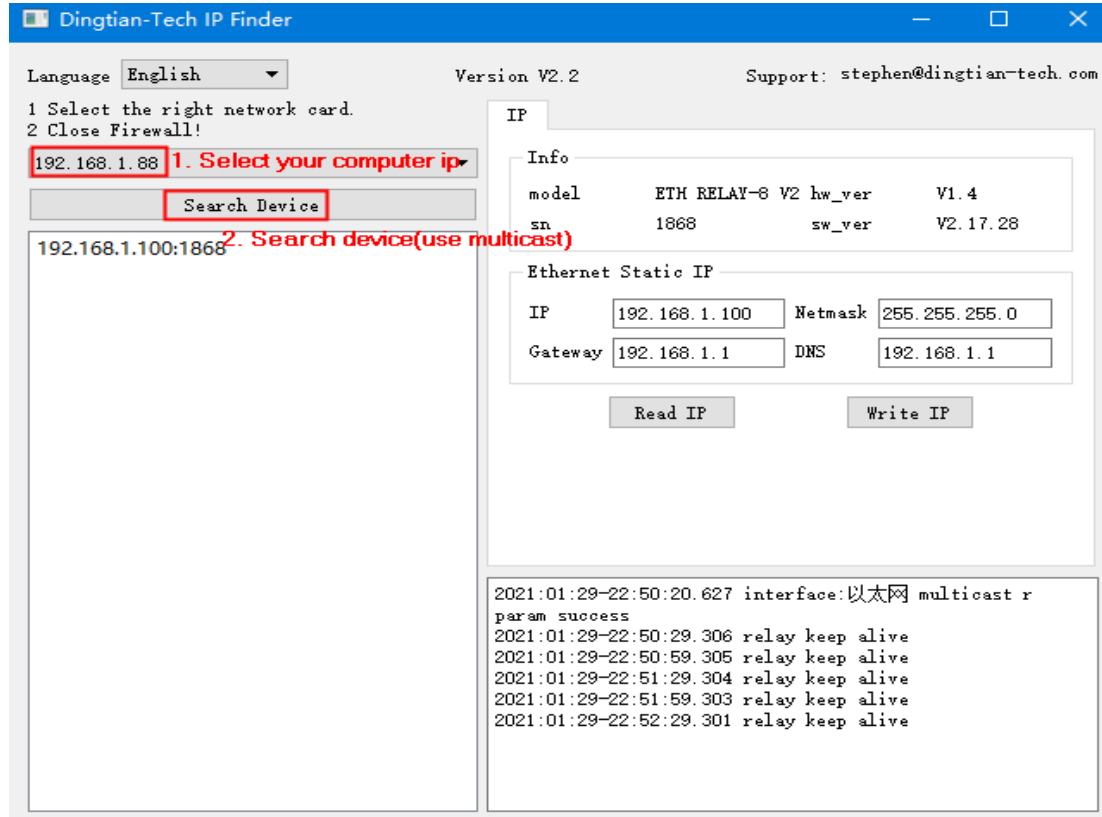 Dingtian-Tech IP Finder
Language English Version V2.2 Support: stephen@dingtian-tech.com
1 Select the right network card.
2 Close Firewall!
192.168.1.88 1. Select your computer ip
Search Device
2. Search device(use multicast)
192.168.1.100:1868
IP
Info
model ETH RELAY-8 V2 hw_ver V1.4
sn 1868 sw_ver V2.17.28
Ethernet Static IP
IP 192.168.1.100 Netmask 255.255.255.0
Gateway 192.168.1.1 DNS 192.168.1.1
Read IP Write IP
2021:01:29-22:50:20.627 interface:以太网 multicast r
param success
2021:01:29-22:50:29.306 relay keep alive
2021:01:29-22:50:59.305 relay keep alive
2021:01:29-22:51:29.304 relay keep alive
2021:01:29-22:51:59.303 relay keep alive
2021:01:29-22:52:29.301 relay keep alive